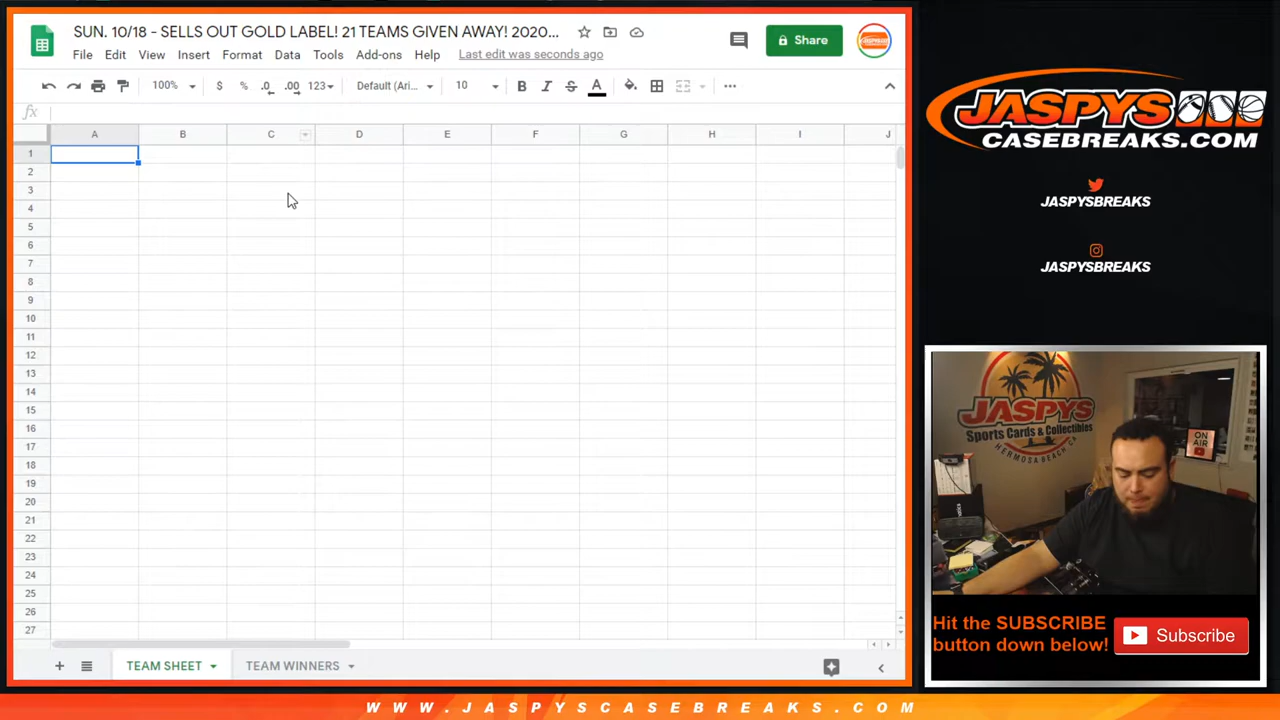 SUN. 10/18 - SELLS OUT GOLD LABEL! 21 TEAMS GIVEN AWAY! 2020...
File Edit View Insert Format Data Tools Add-ons Help Last edit was seconds ago
Share
100% $ % .0 .00 123 Default (Ari... 10 B I S A
fx
A B C D E F G H I J
1
2
3
4
5
6
7
8
9
10
11
12
13
14
15
16
17
18
19
20
21
22
23
24
25
26
27
TEAM SHEET TEAM WINNERS
JASPYS
CASEBREAKS.COM
JASPYSBREAKS
JASPYSBREAKS
JASPYS
Sports Cards & Collectibles
HERMOSA BEACH CA
ON
AIR
Hit the SUBSCRIBE
button down below!
Subscribe
WWW.JASPYSCASEBREAKS.COM